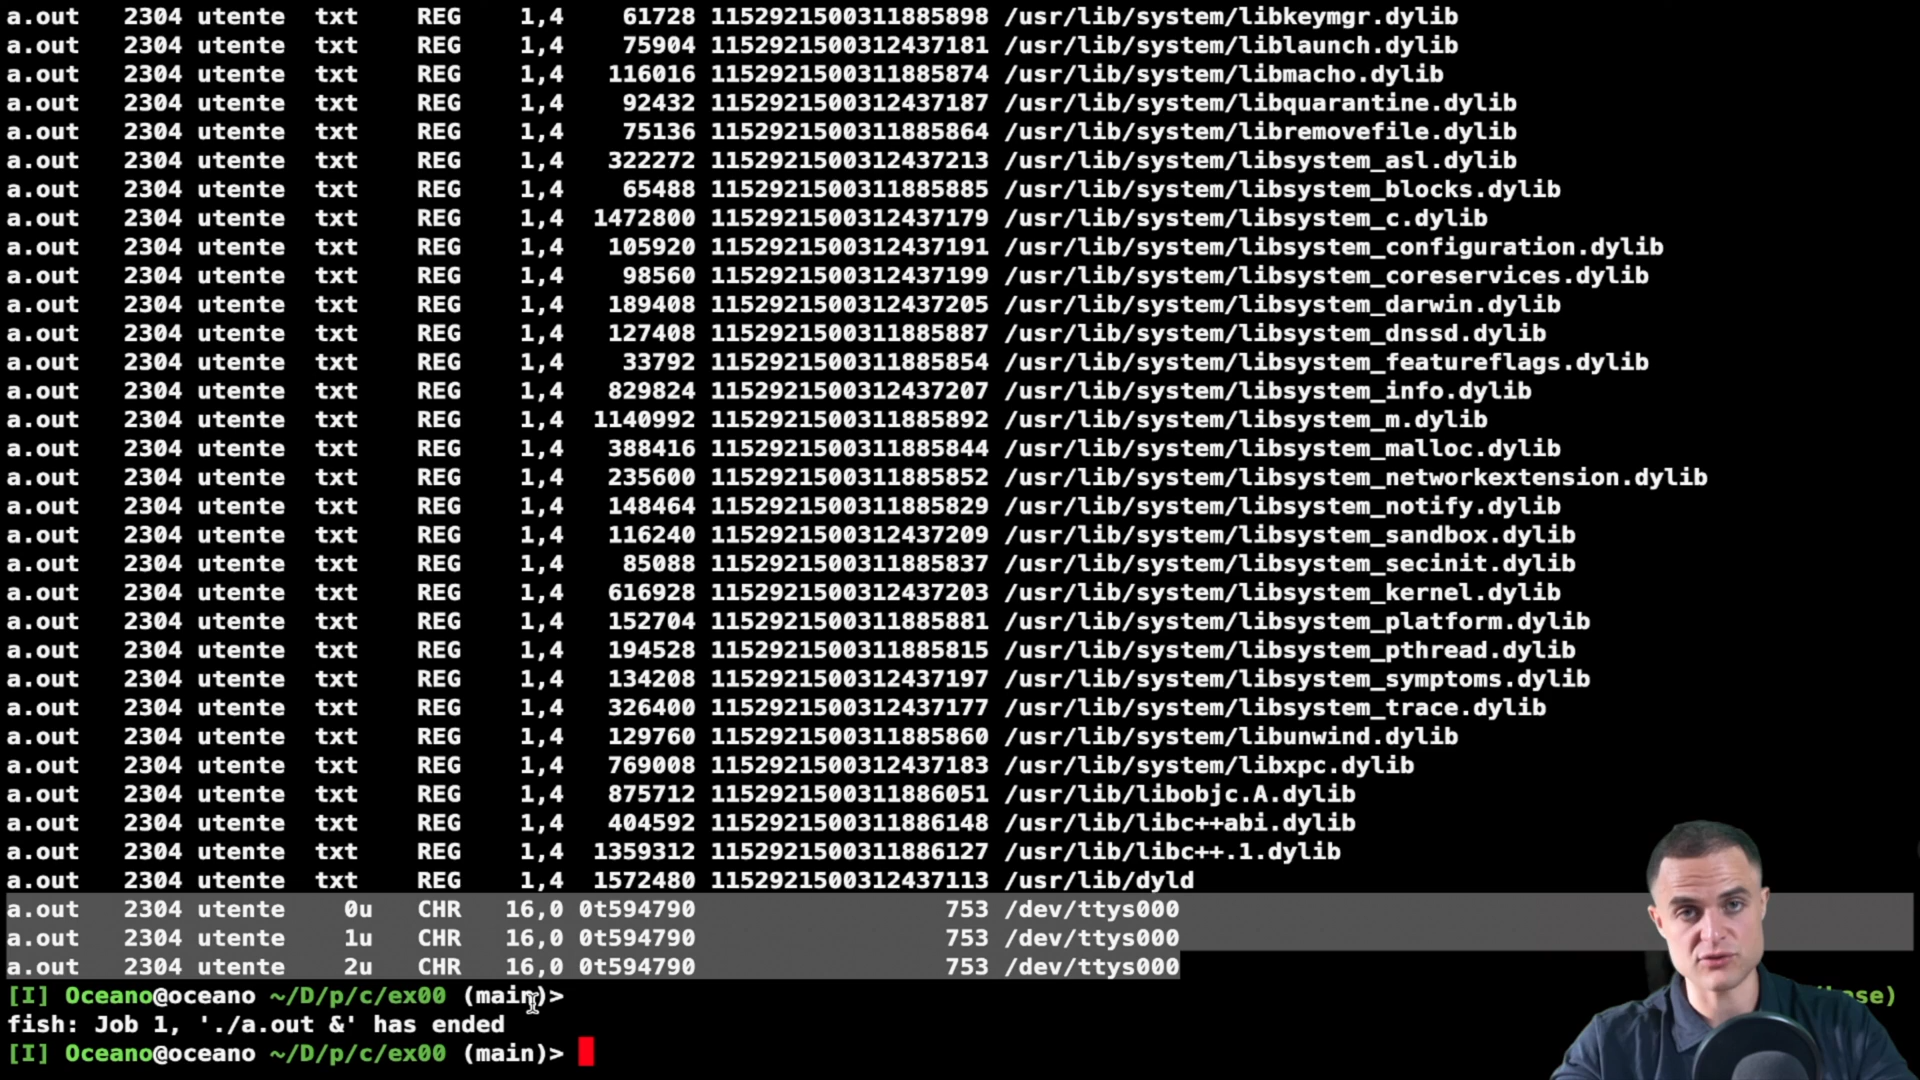 a.out 2304 utente txt REG 1,4 61728 1152921500311885898 /usr/lib/system/libkeymgr.dylib
a.out 2304 utente txt REG 1,4 75904 1152921500312437181 /usr/lib/system/liblaunch.dylib
a.out 2304 utente txt REG 1,4 116016 1152921500311885874 /usr/lib/system/libmacho.dylib
a.out 2304 utente txt REG 1,4 92432 1152921500312437187 /usr/lib/system/libquarantine.dylib
a.out 2304 utente txt REG 1,4 75136 1152921500311885864 /usr/lib/system/libremovefile.dylib
a.out 2304 utente txt REG 1,4 322272 1152921500312437213 /usr/lib/system/libsystem_asl.dylib
a.out 2304 utente txt REG 1,4 65488 1152921500311885885 /usr/lib/system/libsystem_blocks.dylib
a.out 2304 utente txt REG 1,4 1472800 1152921500312437179 /usr/lib/system/libsystem_c.dylib
a.out 2304 utente txt REG 1,4 105920 1152921500312437191 /usr/lib/system/libsystem_configuration.dylib
a.out 2304 utente txt REG 1,4 98560 1152921500312437199 /usr/lib/system/libsystem_coreservices.dylib
a.out 2304 utente txt REG 1,4 189408 1152921500312437205 /usr/lib/system/libsystem_darwin.dylib
a.out 2304 utente txt REG 1,4 127408 1152921500311885887 /usr/lib/system/libsystem_dnssd.dylib
a.out 2304 utente txt REG 1,4 33792 1152921500311885854 /usr/lib/system/libsystem_featureflags.dylib
a.out 2304 utente txt REG 1,4 829824 1152921500312437207 /usr/lib/system/libsystem_info.dylib
a.out 2304 utente txt REG 1,4 1140992 1152921500311885892 /usr/lib/system/libsystem_m.dylib
a.out 2304 utente txt REG 1,4 388416 1152921500311885844 /usr/lib/system/libsystem_malloc.dylib
a.out 2304 utente txt REG 1,4 235600 1152921500311885852 /usr/lib/system/libsystem_networkextension.dylib
a.out 2304 utente txt REG 1,4 148464 1152921500311885829 /usr/lib/system/libsystem_notify.dylib
a.out 2304 utente txt REG 1,4 116240 1152921500312437209 /usr/lib/system/libsystem_sandbox.dylib
a.out 2304 utente txt REG 1,4 85088 1152921500311885837 /usr/lib/system/libsystem_secinit.dylib
a.out 2304 utente txt REG 1,4 616928 1152921500312437203 /usr/lib/system/libsystem_kernel.dylib
a.out 2304 utente txt REG 1,4 152704 1152921500311885881 /usr/lib/system/libsystem_platform.dylib
a.out 2304 utente txt REG 1,4 194528 1152921500311885815 /usr/lib/system/libsystem_pthread.dylib
a.out 2304 utente txt REG 1,4 134208 1152921500312437197 /usr/lib/system/libsystem_symptoms.dylib
a.out 2304 utente txt REG 1,4 326400 1152921500312437177 /usr/lib/system/libsystem_trace.dylib
a.out 2304 utente txt REG 1,4 129760 1152921500311885860 /usr/lib/system/libunwind.dylib
a.out 2304 utente txt REG 1,4 769008 1152921500312437183 /usr/lib/system/libxpc.dylib
a.out 2304 utente txt REG 1,4 875712 1152921500311886051 /usr/lib/libobjc.A.dylib
a.out 2304 utente txt REG 1,4 404592 1152921500311886148 /usr/lib/libc++abi.dylib
a.out 2304 utente txt REG 1,4 1359312 1152921500311886127 /usr/lib/libc++.1.dylib
a.out 2304 utente txt REG 1,4 1572480 1152921500312437113 /usr/lib/dyld
a.out 2304 utente 0u CHR 16,0 0t594790 753 /dev/ttys000
a.out 2304 utente 1u CHR 16,0 0t594790 753 /dev/ttys000
a.out 2304 utente 2u CHR 16,0 0t594790 753 /dev/ttys000
[I] Oceano@oceano ~/D/p/c/ex00 (main)>
fish: Job 1, './a.out &' has ended
[I] Oceano@oceano ~/D/p/c/ex00 (main)>